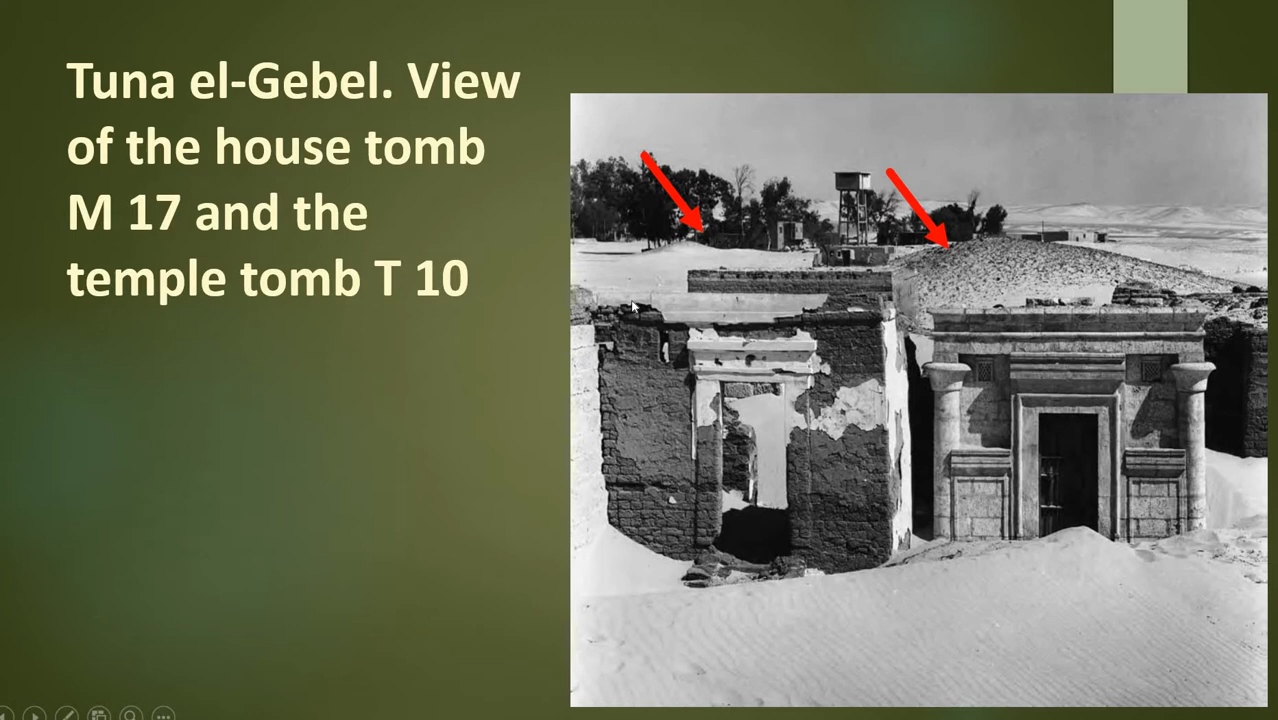 Tuna el-Gebel. View
of the house tomb
M 17 and the
temple tomb T 10